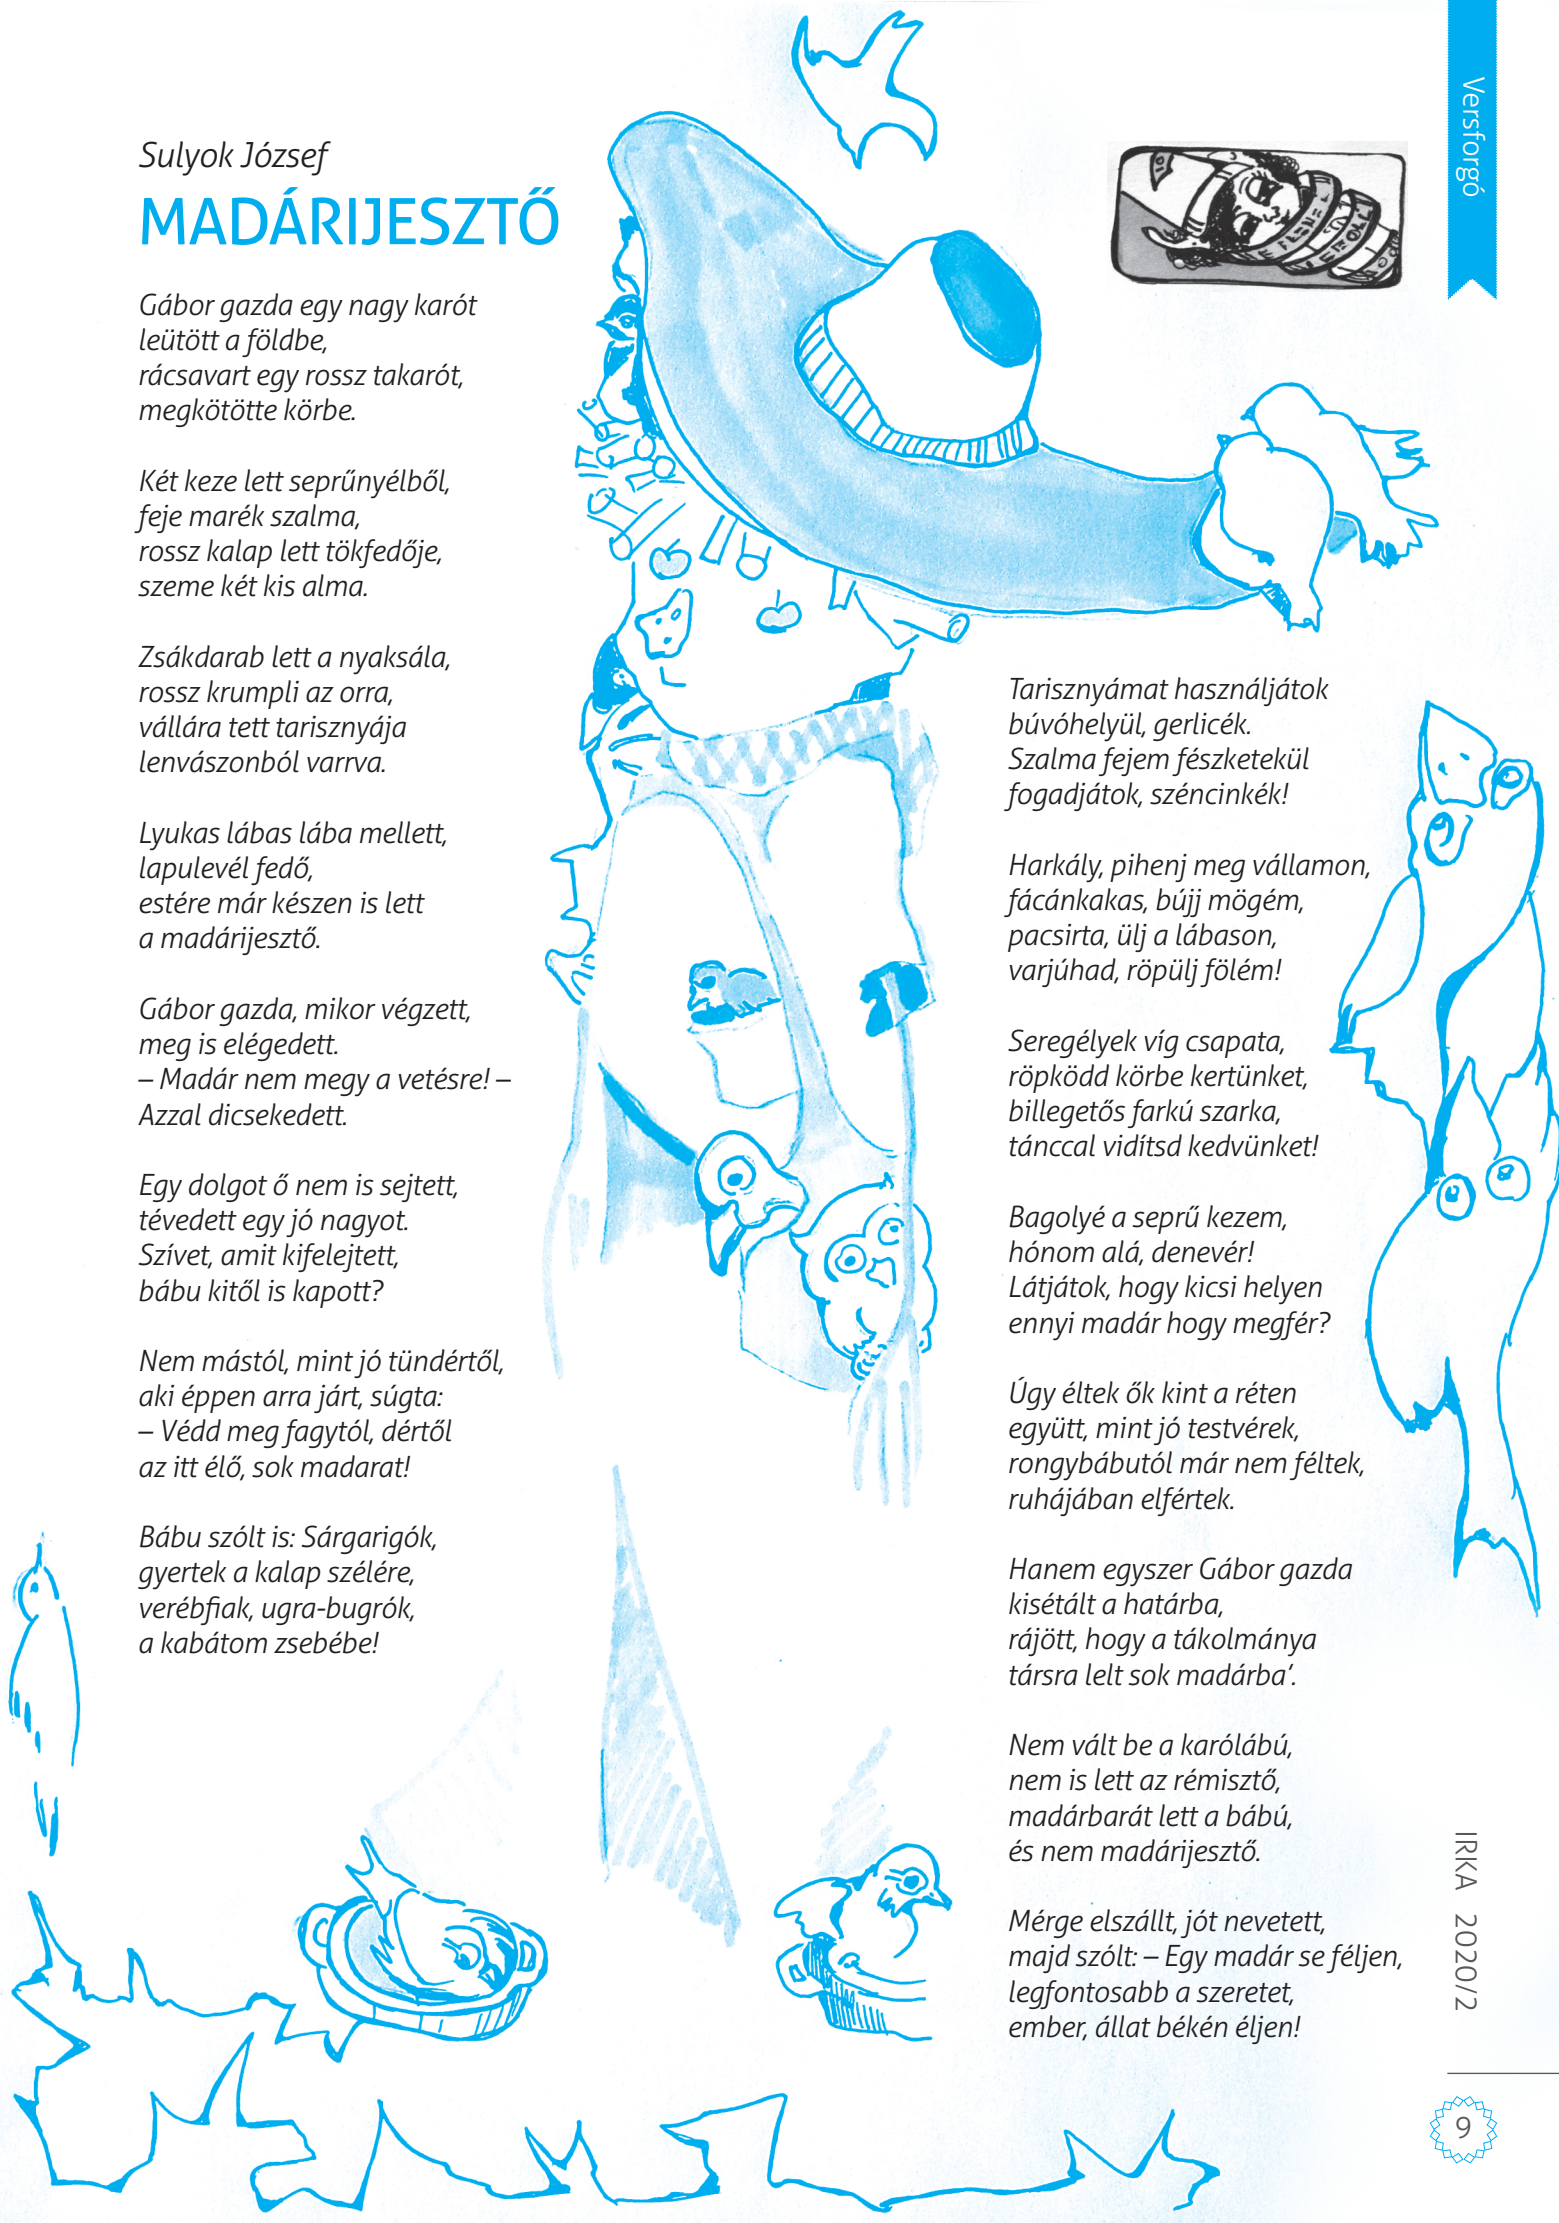 Versforgó
Sulyok József
MADÁRIJESZTŐ
Gábor gazda egy nagy karót
leütött a földbe,
rácsavart egy rossz takarót,
megkötötte körbe.
Két keze lett seprűnyélből,
feje marék szalma,
rossz kalap lett tökfedője,
szeme két kis alma.
Zsákdarab lett a nyaksála,
rossz krumpli az orra,
vállára tett tarisznyája
lenvászonból varrva.
Lyukas lábas lába mellett,
lapulevél fedő,
estére már készen is lett
a madárijesztő.
Gábor gazda, mikor végzett,
meg is elégedett.
– Madár nem megy a vetésre! –
Azzal dicsekedett.
Egy dolgot ő nem is sejtett,
tévedett egy jó nagyot.
Szívet, amit kifelejtett,
bábu kitől is kapott?
Nem mástól, mint jó tündértől,
aki éppen arra járt, súgta:
– Védd meg fagytól, dértől
az itt élő, sok madarat!
Bábu szólt is: Sárgarigók,
gyertek a kalap szélére,
verébfiak, ugra-bugrók,
a kabátom zsebébe!
Tarisznyámat használjátok
búvóhelyül, gerlicék.
Szalma fejem fészketekül
fogadjátok, széncinkék!
Harkály, pihenj meg vállamon,
fácánkakas, bújj mögém,
pacsirta, ülj a lábason,
varjúhad, röpülj fölém!
Seregélyek víg csapata,
röpködd körbe kertünket,
billegetős farkú szarka,
tánccal vidítsd kedvünket!
Bagolyé a seprű kezem,
hónom alá, denevér!
Látjátok, hogy kicsi helyen
ennyi madár hogy megfér?
Úgy éltek ők kint a réten
együtt, mint jó testvérek,
rongybábutól már nem féltek,
ruhájában elfértek.
Hanem egyszer Gábor gazda
kisétált a határba,
rájött, hogy a tákolmánya
társra lelt sok madárba‘.
Nem vált be a karólábú,
nem is lett az rémisztő,
madárbarát lett a bábú,
és nem madárijesztő.
Mérge elszállt, jót nevetett,
majd szólt: – Egy madár se féljen,
legfontosabb a szeretet,
ember, állat békén éljen!
IRKA 2020/2
9